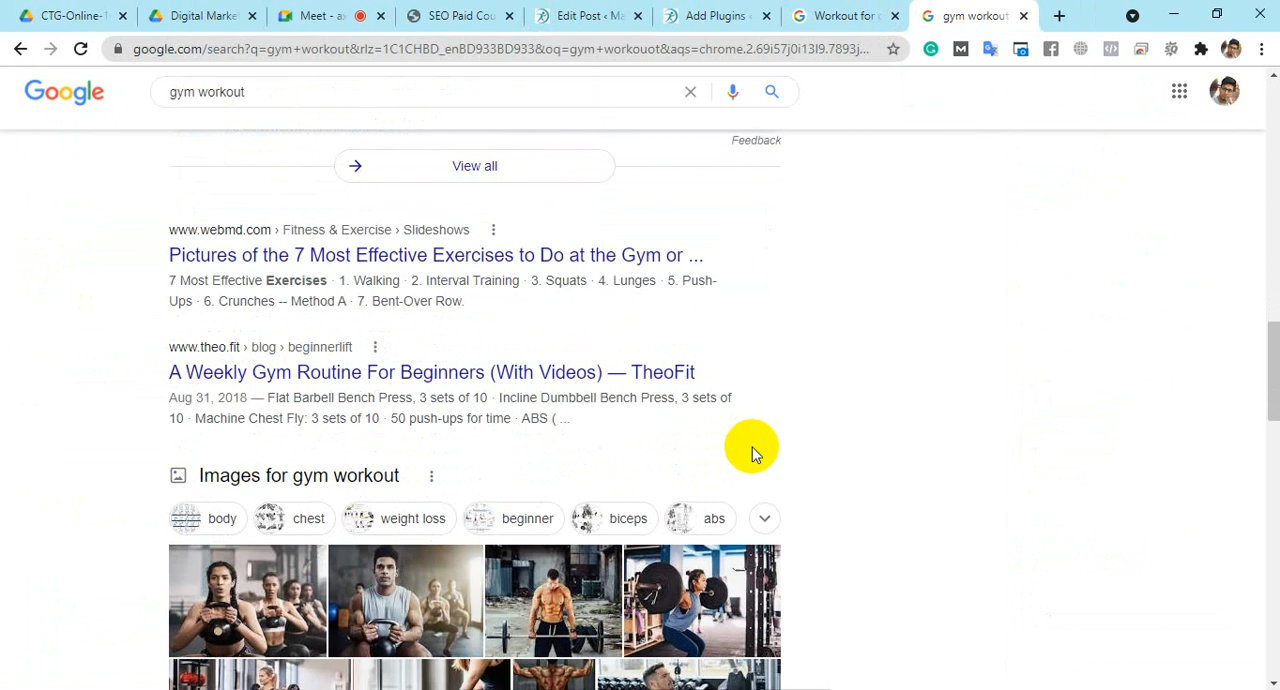 CTG-Online-
Meet - a
SEO Paid Cou
Edit Post ‹ M
Add Plugins ‹
Workout for c
gym workout
google.com/search?q=gym+workout&rlz=1C1CHBD_enBD933BD933&oq=gym+workouot&aqs=chrome.2.69i57j0i13l9.7893j...
Google
gym workout
Feedback
View all
www.webmd.com › Fitness & Exercise › Slideshows
Pictures of the 7 Most Effective Exercises to Do at the Gym or ...
7 Most Effective Exercises · 1. Walking · 2. Interval Training · 3. Squats · 4. Lunges · 5. Push-
Ups · 6. Crunches -- Method A · 7. Bent-Over Row.
www.theo.fit › blog › beginnerlift
A Weekly Gym Routine For Beginners (With Videos) — TheoFit
Aug 31, 2018 — Flat Barbell Bench Press, 3 sets of 10 · Incline Dumbbell Bench Press, 3 sets of
10 · Machine Chest Fly: 3 sets of 10 · 50 push-ups for time · ABS ( ...
Images for gym workout
body
chest
weight loss
beginner
biceps
abs